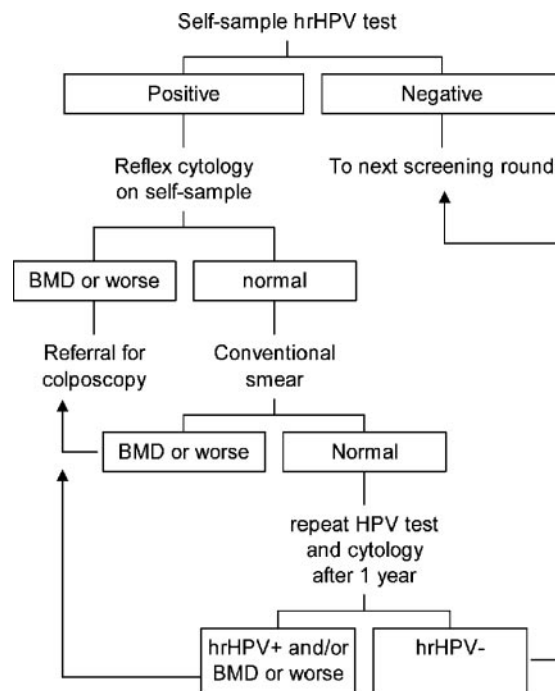 Self-sample hrHPV test
Positive
Negative
Reflex cytology
on self-sample
To next screening round
BMD or worse
normal
Referral for
colposcopy
Conventional
smear
BMD or worse
Normal
repeat HPV test
and cytology
after 1 year
hrHPV+ and/or
BMD or worse
hrHPV-